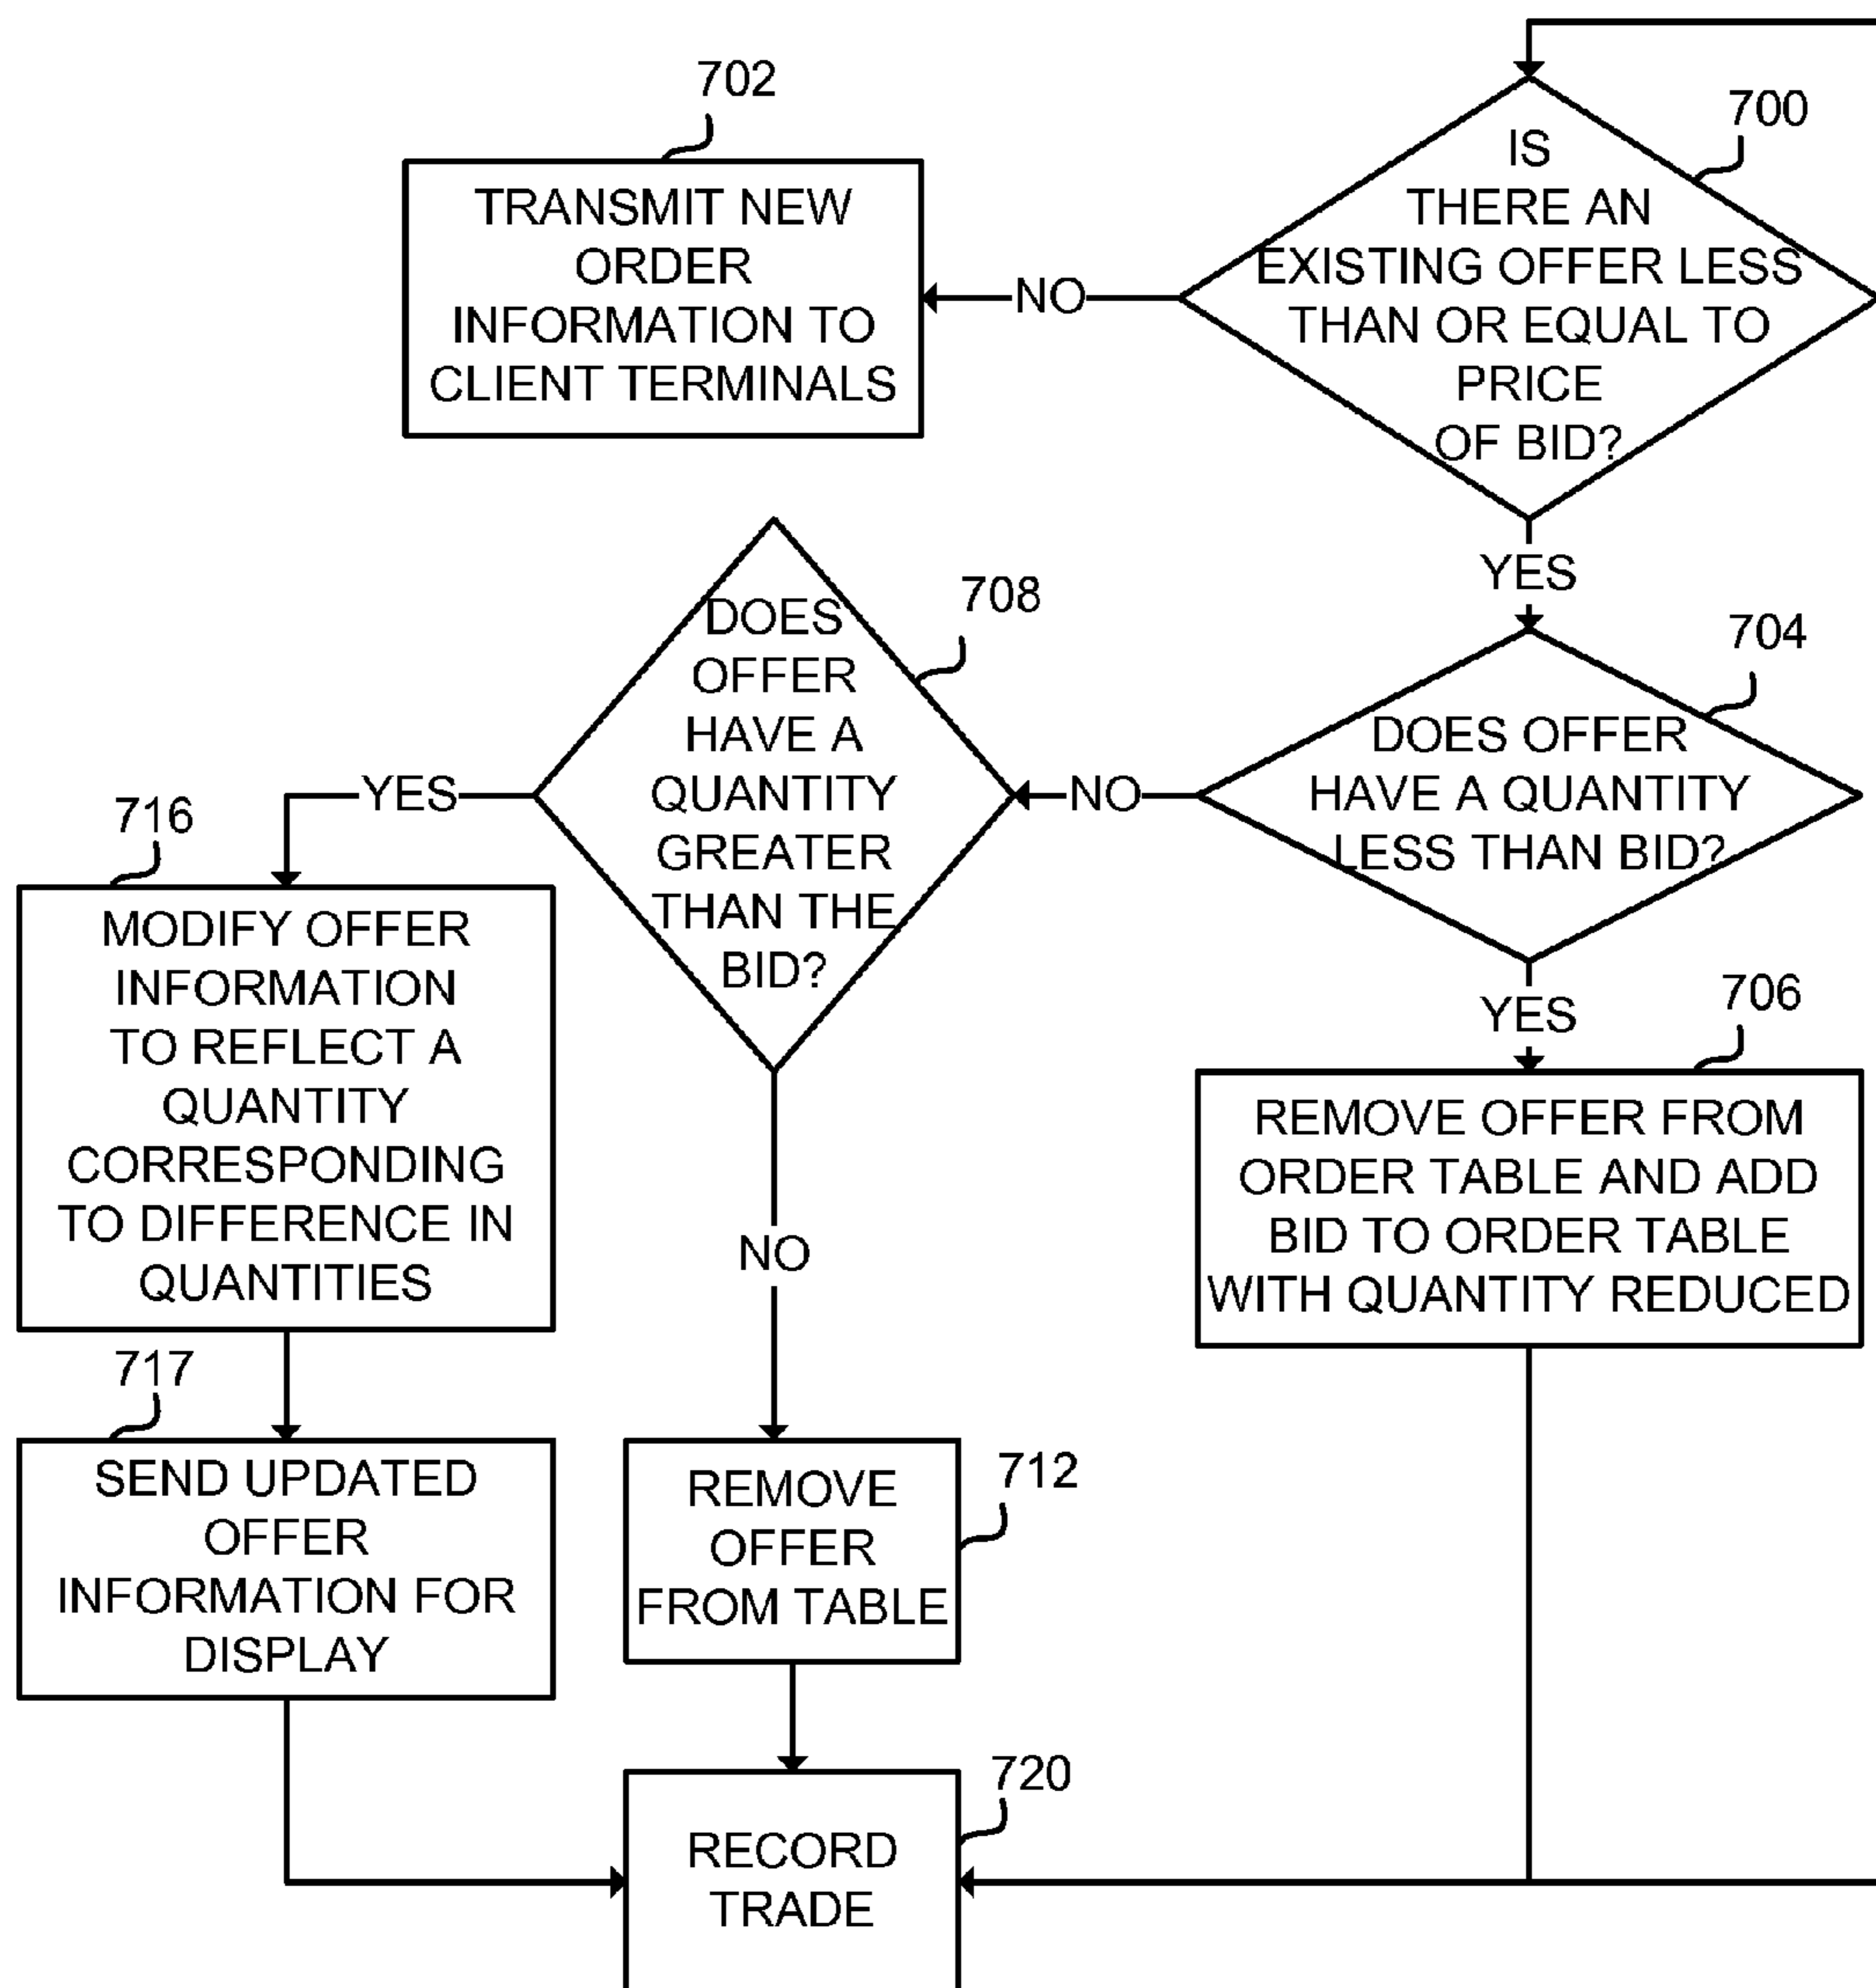 702
TRANSMIT NEW
ORDER
INFORMATION TO
CLIENT TERMINALS
NO
700
IS
THERE AN
EXISTING OFFER LESS
THAN OR EQUAL TO
PRICE
OF BID?
YES
704
DOES OFFER
HAVE A QUANTITY
LESS THAN BID?
NO
708
DOES
OFFER
HAVE A
QUANTITY
GREATER
THAN THE
BID?
YES
716
MODIFY OFFER
INFORMATION
TO REFLECT A
QUANTITY
CORRESPONDING
TO DIFFERENCE IN
QUANTITIES
YES
706
REMOVE OFFER FROM
ORDER TABLE AND ADD
BID TO ORDER TABLE
WITH QUANTITY REDUCED
NO
717
SEND UPDATED
OFFER
INFORMATION FOR
DISPLAY
712
REMOVE
OFFER
FROM TABLE
720
RECORD
TRADE